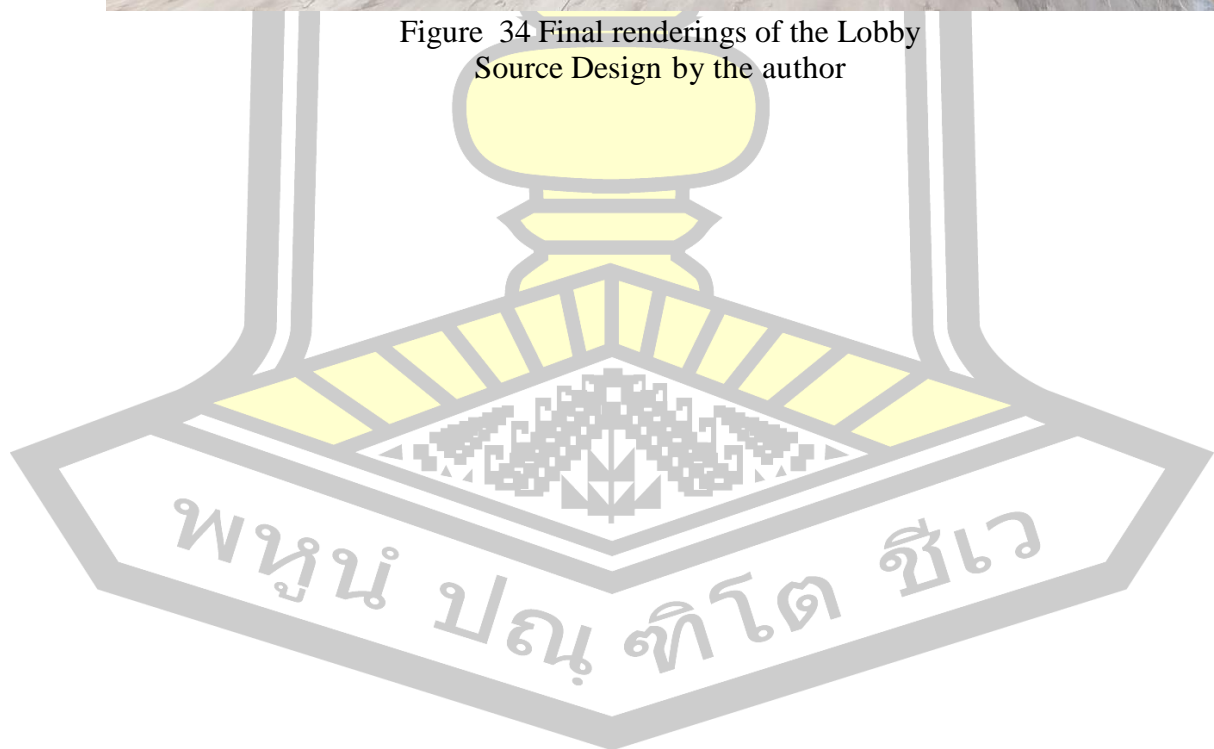 Figure  34 Final renderings of the Lobby
Source Design by the author
พหูนํ ปณฺ ฑิโต ชีเว